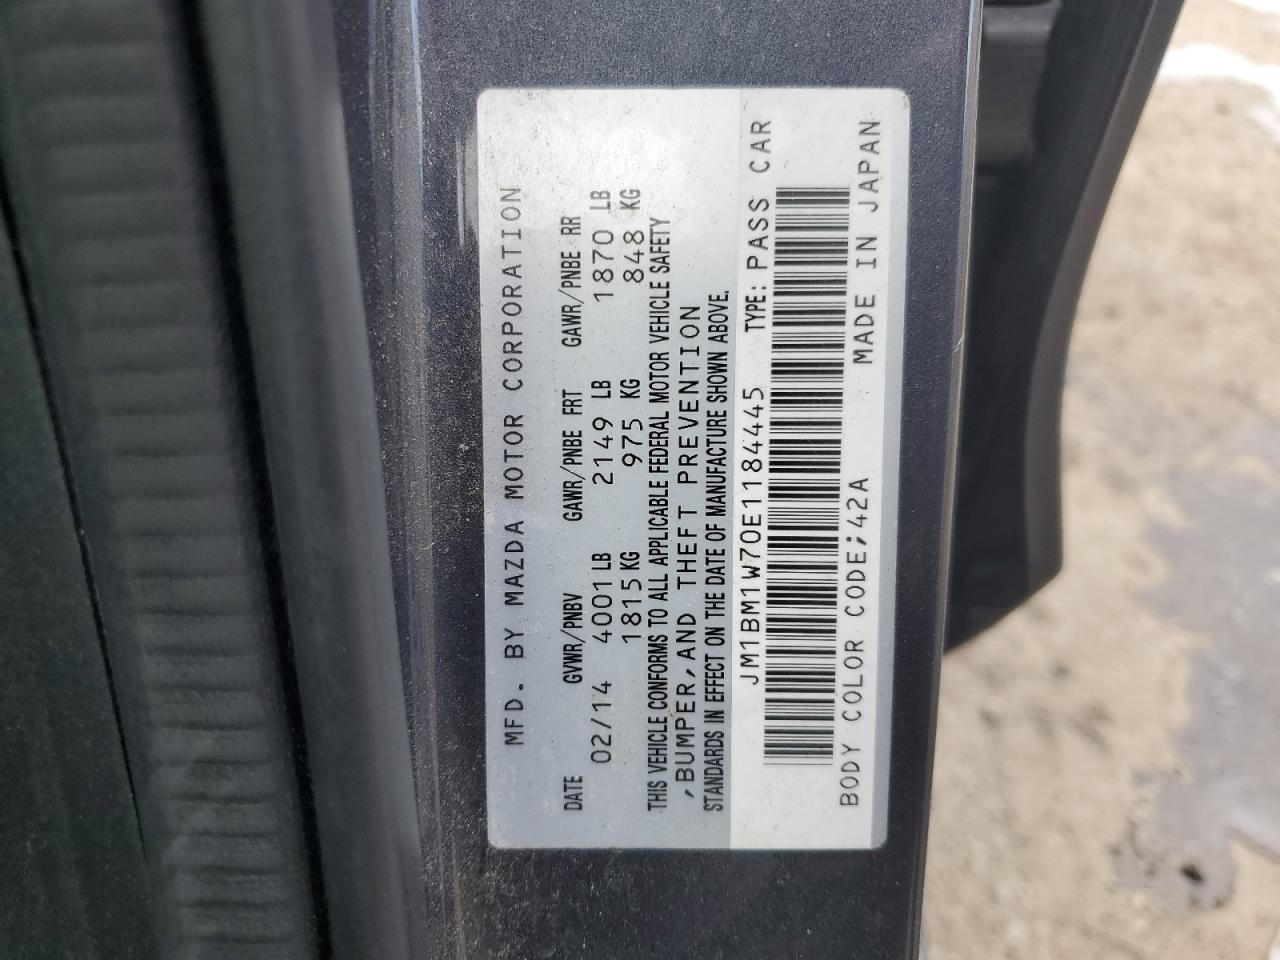 MFD. BY MAZDA MOTOR CORPORATION
DATE GVWR/PNBV GAWR/PNBE FRT GAWR/PNBE RR
02/14 4001 LB 2149 LB 1870 LB
1815 KG 975 KG 848 KG
THIS VEHICLE CONFORMS TO ALL APPLICABLE FEDERAL MOTOR VEHICLE SAFETY
,BUMPER,AND THEFT PREVENTION
STANDARDS IN EFFECT ON THE DATE OF MANUFACTURE SHOWN ABOVE.
JM1BM1W70E1184445 TYPE: PASS CAR
BODY COLOR CODE;42A MADE IN JAPAN